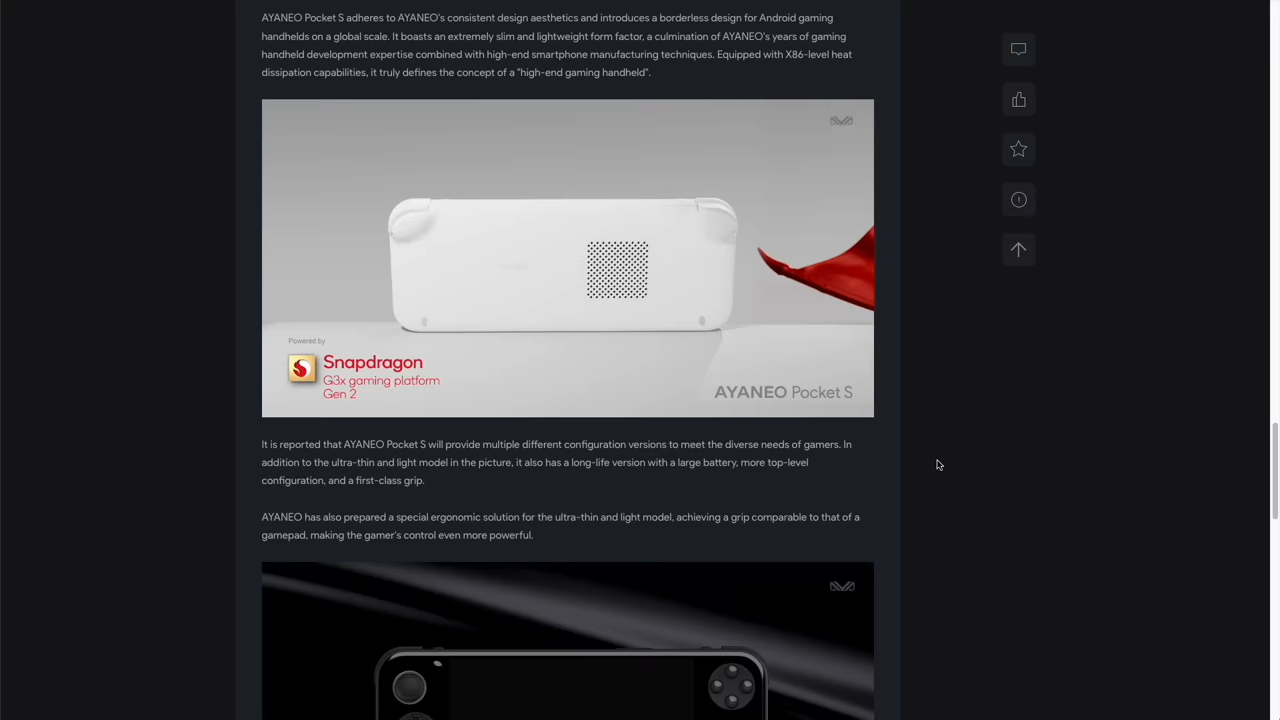 AYANEO Pocket S adheres to AYANEO's consistent design aesthetics and introduces a borderless design for Android gaming
handhelds on a global scale. It boasts an extremely slim and lightweight form factor, a culmination of AYANEO's years of gaming
handheld development expertise combined with high-end smartphone manufacturing techniques. Equipped with X86-level heat
dissipation capabilities, it truly defines the concept of a "high-end gaming handheld".
Powered by
Snapdragon
G3x gaming platform
Gen 2
AYANEO Pocket S
It is reported that AYANEO Pocket S will provide multiple different configuration versions to meet the diverse needs of gamers. In
addition to the ultra-thin and light model in the picture, it also has a long-life version with a large battery, more top-level
configuration, and a first-class grip.
AYANEO has also prepared a special ergonomic solution for the ultra-thin and light model, achieving a grip comparable to that of a
gamepad, making the gamer's control even more powerful.